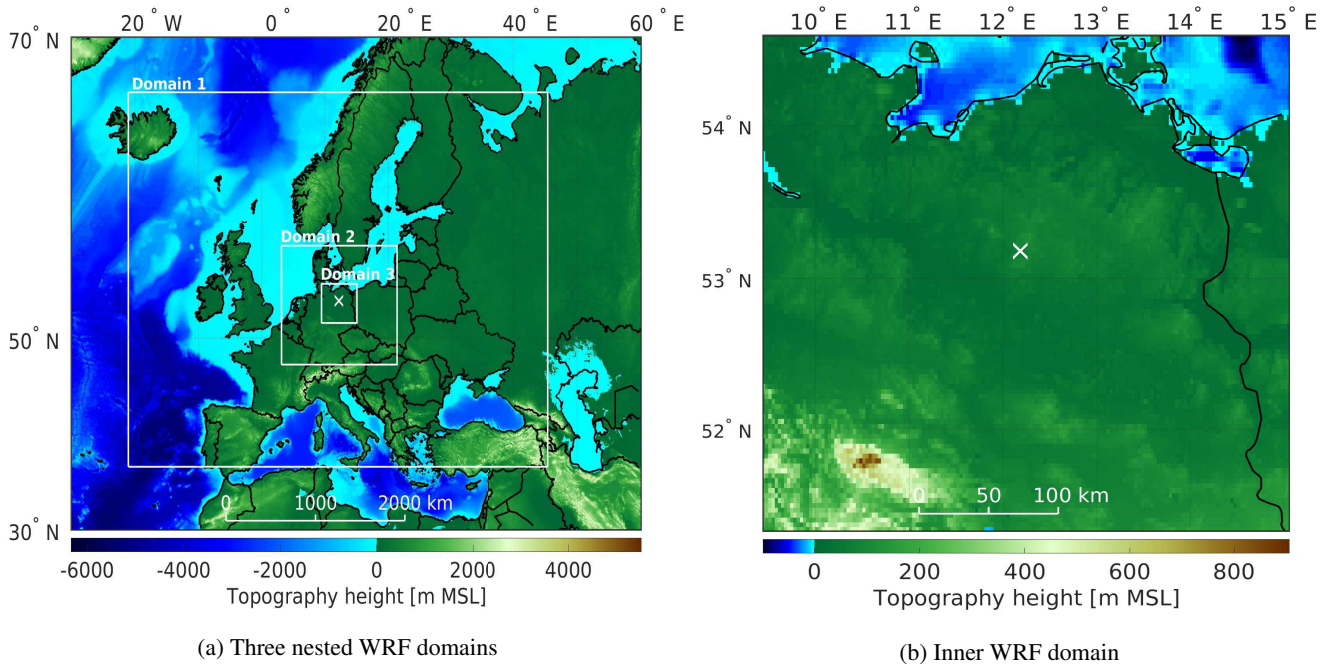 20° W 0° 20° E 40° E 60° E
70° N
50° N
30° N
Domain 1
Domain 2
Domain 3
0 1000 2000 km
-6000 -4000 -2000 0 2000 4000
Topography height [m MSL]
(a) Three nested WRF domains
10° E 11° E 12° E 13° E 14° E 15° E
54° N
53° N
52° N
0 50 100 km
0 200 400 600 800
Topography height [m MSL]
(b) Inner WRF domain